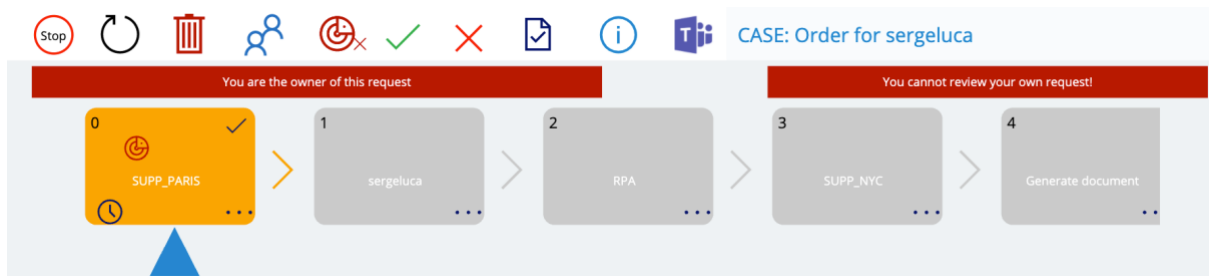 Stop
T
CASE: Order for sergeluca
You are the owner of this request
You cannot review your own request!
0
SUPP_PARIS
1
sergeluca
2
RPA
3
SUPP_NYC
4
Generate document